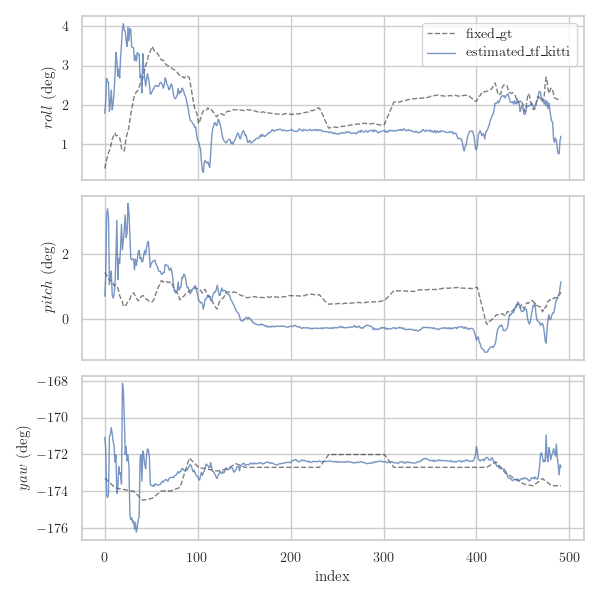 4
3
2
1
roll (deg)
fixed_gt
estimated_tf_kitti
2
0
pitch (deg)
−168
−170
−172
−174
−176
yaw (deg)
0 100 200 300 400 500
index